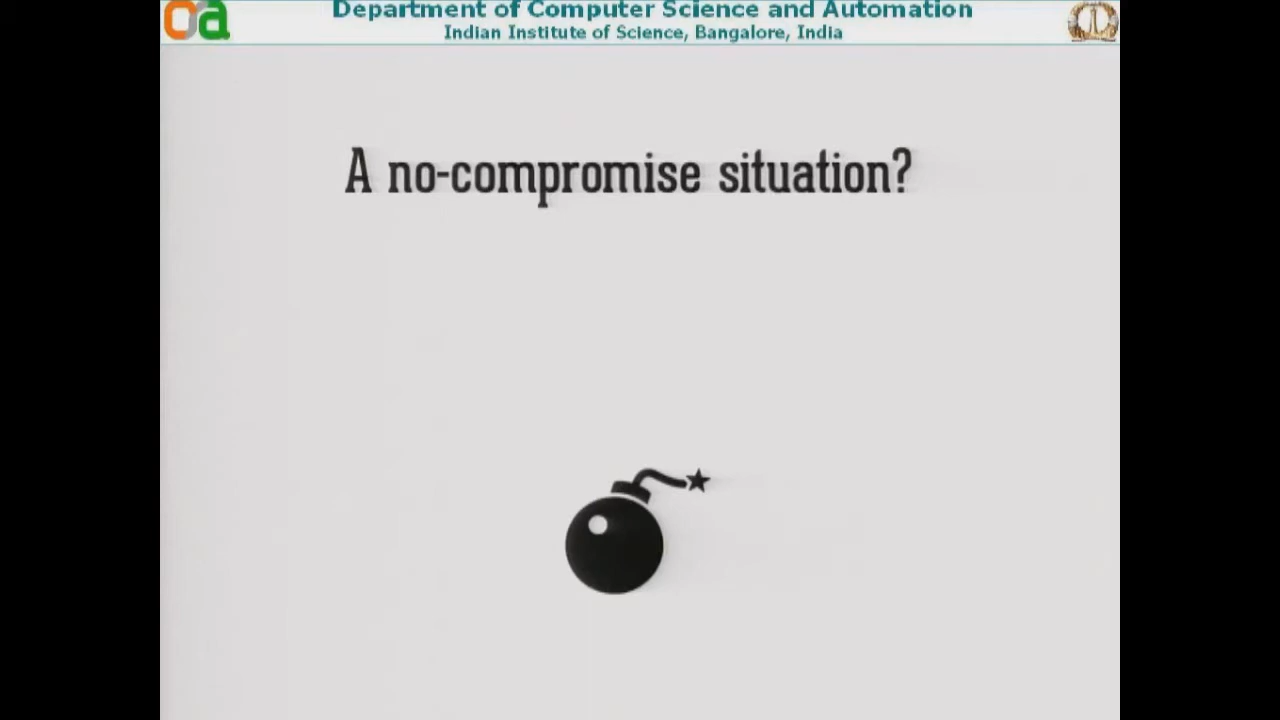 Department of Computer Science and Automation
Indian Institute of Science, Bangalore, India
A no-compromise situation?